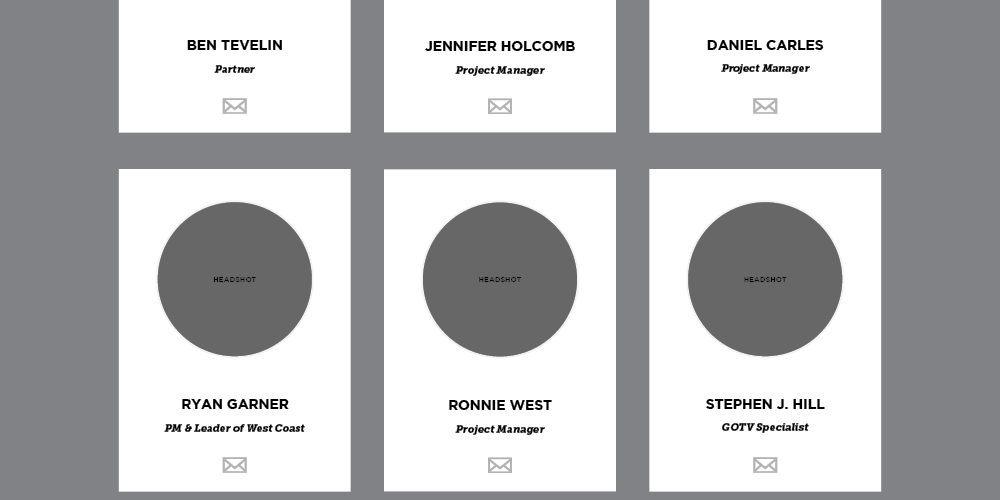 BEN TEVELIN
Partner
JENNIFER HOLCOMB
Project Manager
DANIEL CARLES
Project Manager
HEADSHOT
RYAN GARNER
PM & Leader of West Coast
HEADSHOT
RONNIE WEST
Project Manager
HEADSHOT
STEPHEN J. HILL
GOTV Specialist